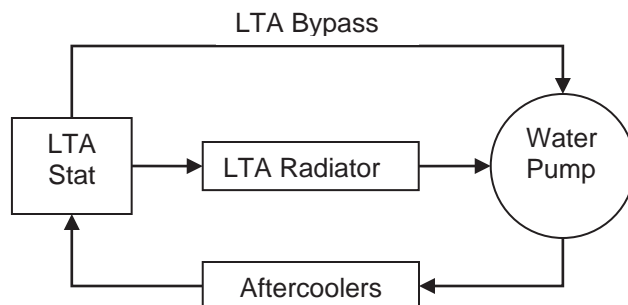 LTA Bypass
LTA
Stat
LTA Radiator
Water
Pump
Aftercoolers